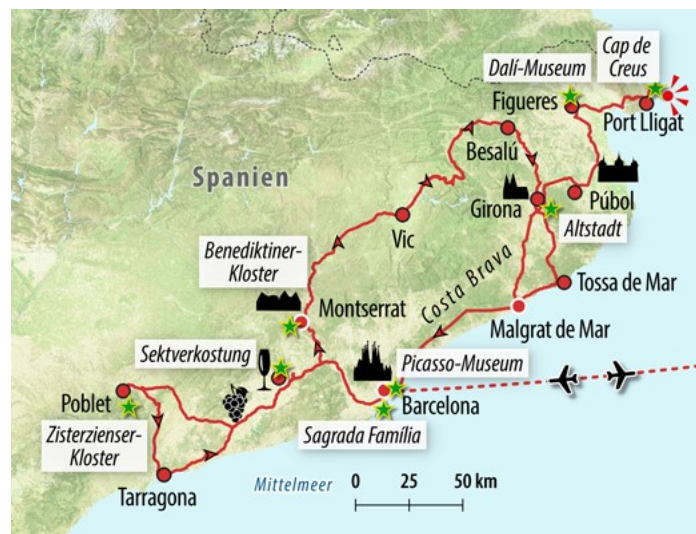 Cap de
Creus
Dalí-Museum
Figueres
Port Lligat
Besalú
Spanien
Girona
Púbol
Vic
Altstadt
Benediktiner-
Kloster
Costa Brava
Tossa de Mar
Montserrat
Malgrat de Mar
Sektverkostung
Picasso-Museum
Poblet
Barcelona
Zisterzienser-
Kloster
Sagrada Família
Tarragona
Mittelmeer
0 25 50 km